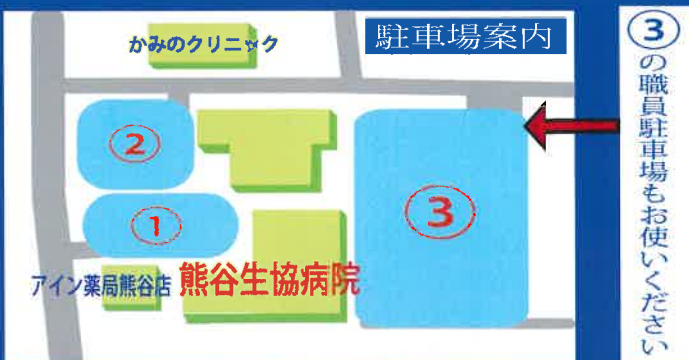 駐車場案内
かみのクリニック
②
①
③
アイン薬局熊谷店
熊谷生協病院
③の職員駐車場もお使いください